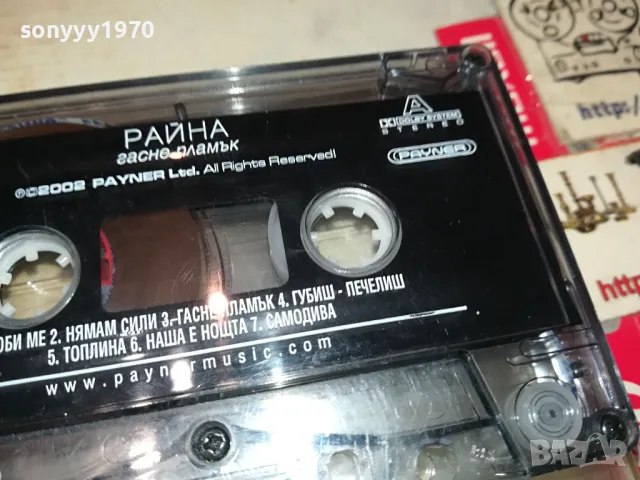 sonyyy1970
http:/
A
DOLBY SYSTEM
STEREO
PAYNER
РАЙНА
гасне пламък
℗©2002 PAYNER Ltd. All Rights Reserved!
ОБИ МЕ 2. НЯМАМ СИЛИ 3. ГАСНЕ ПЛАМЪК 4. ГУБИШ - ПЕЧЕЛИШ
5. ТОПЛИНА 6. НАША Е НОЩТА 7. САМОДИВА
www.paynermusic.com
http:
BAZAR